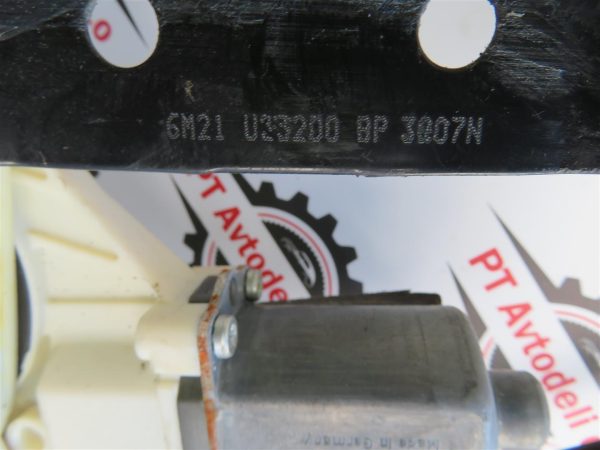 6M21 U23200 BP 3007N
PT Avtodeli
PT Avtodeli
Made in Germany